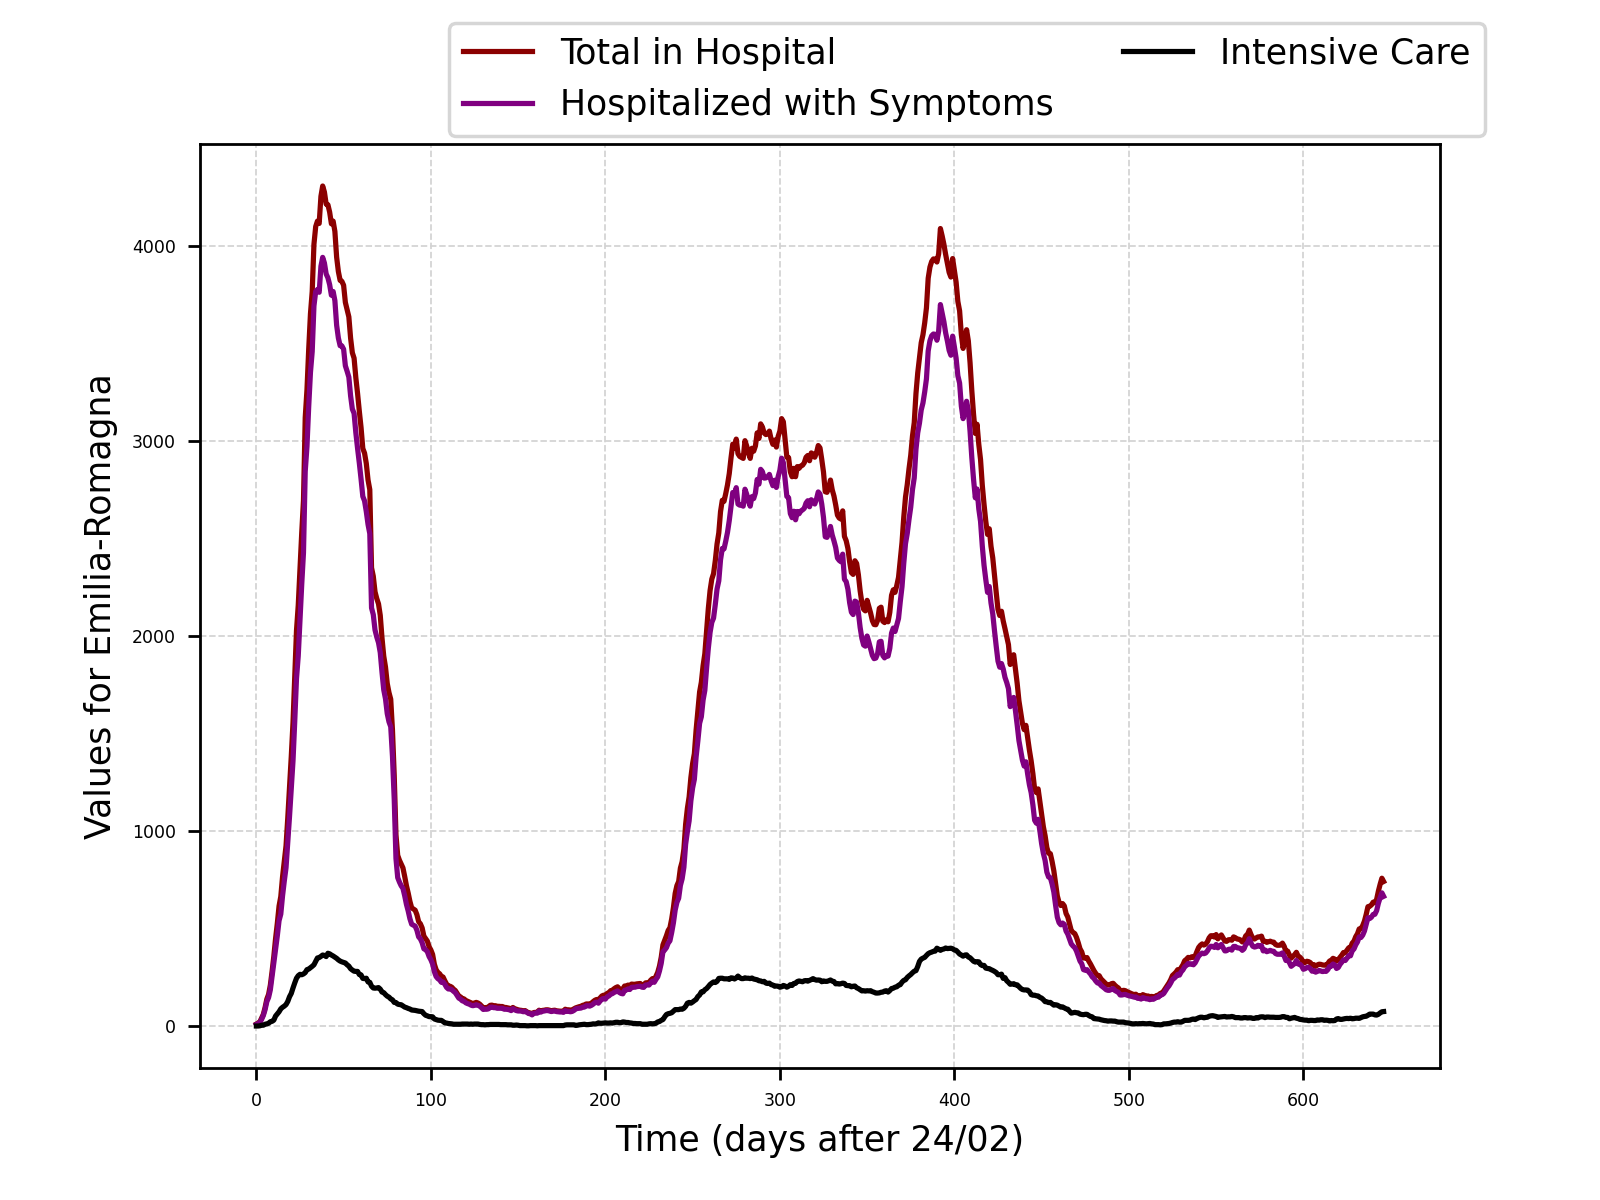 Total in Hospital
Hospitalized with Symptoms
Intensive Care
Values for Emilia-Romagna
4000
3000
2000
1000
0
0 100 200 300 400 500 600
Time (days after 24/02)